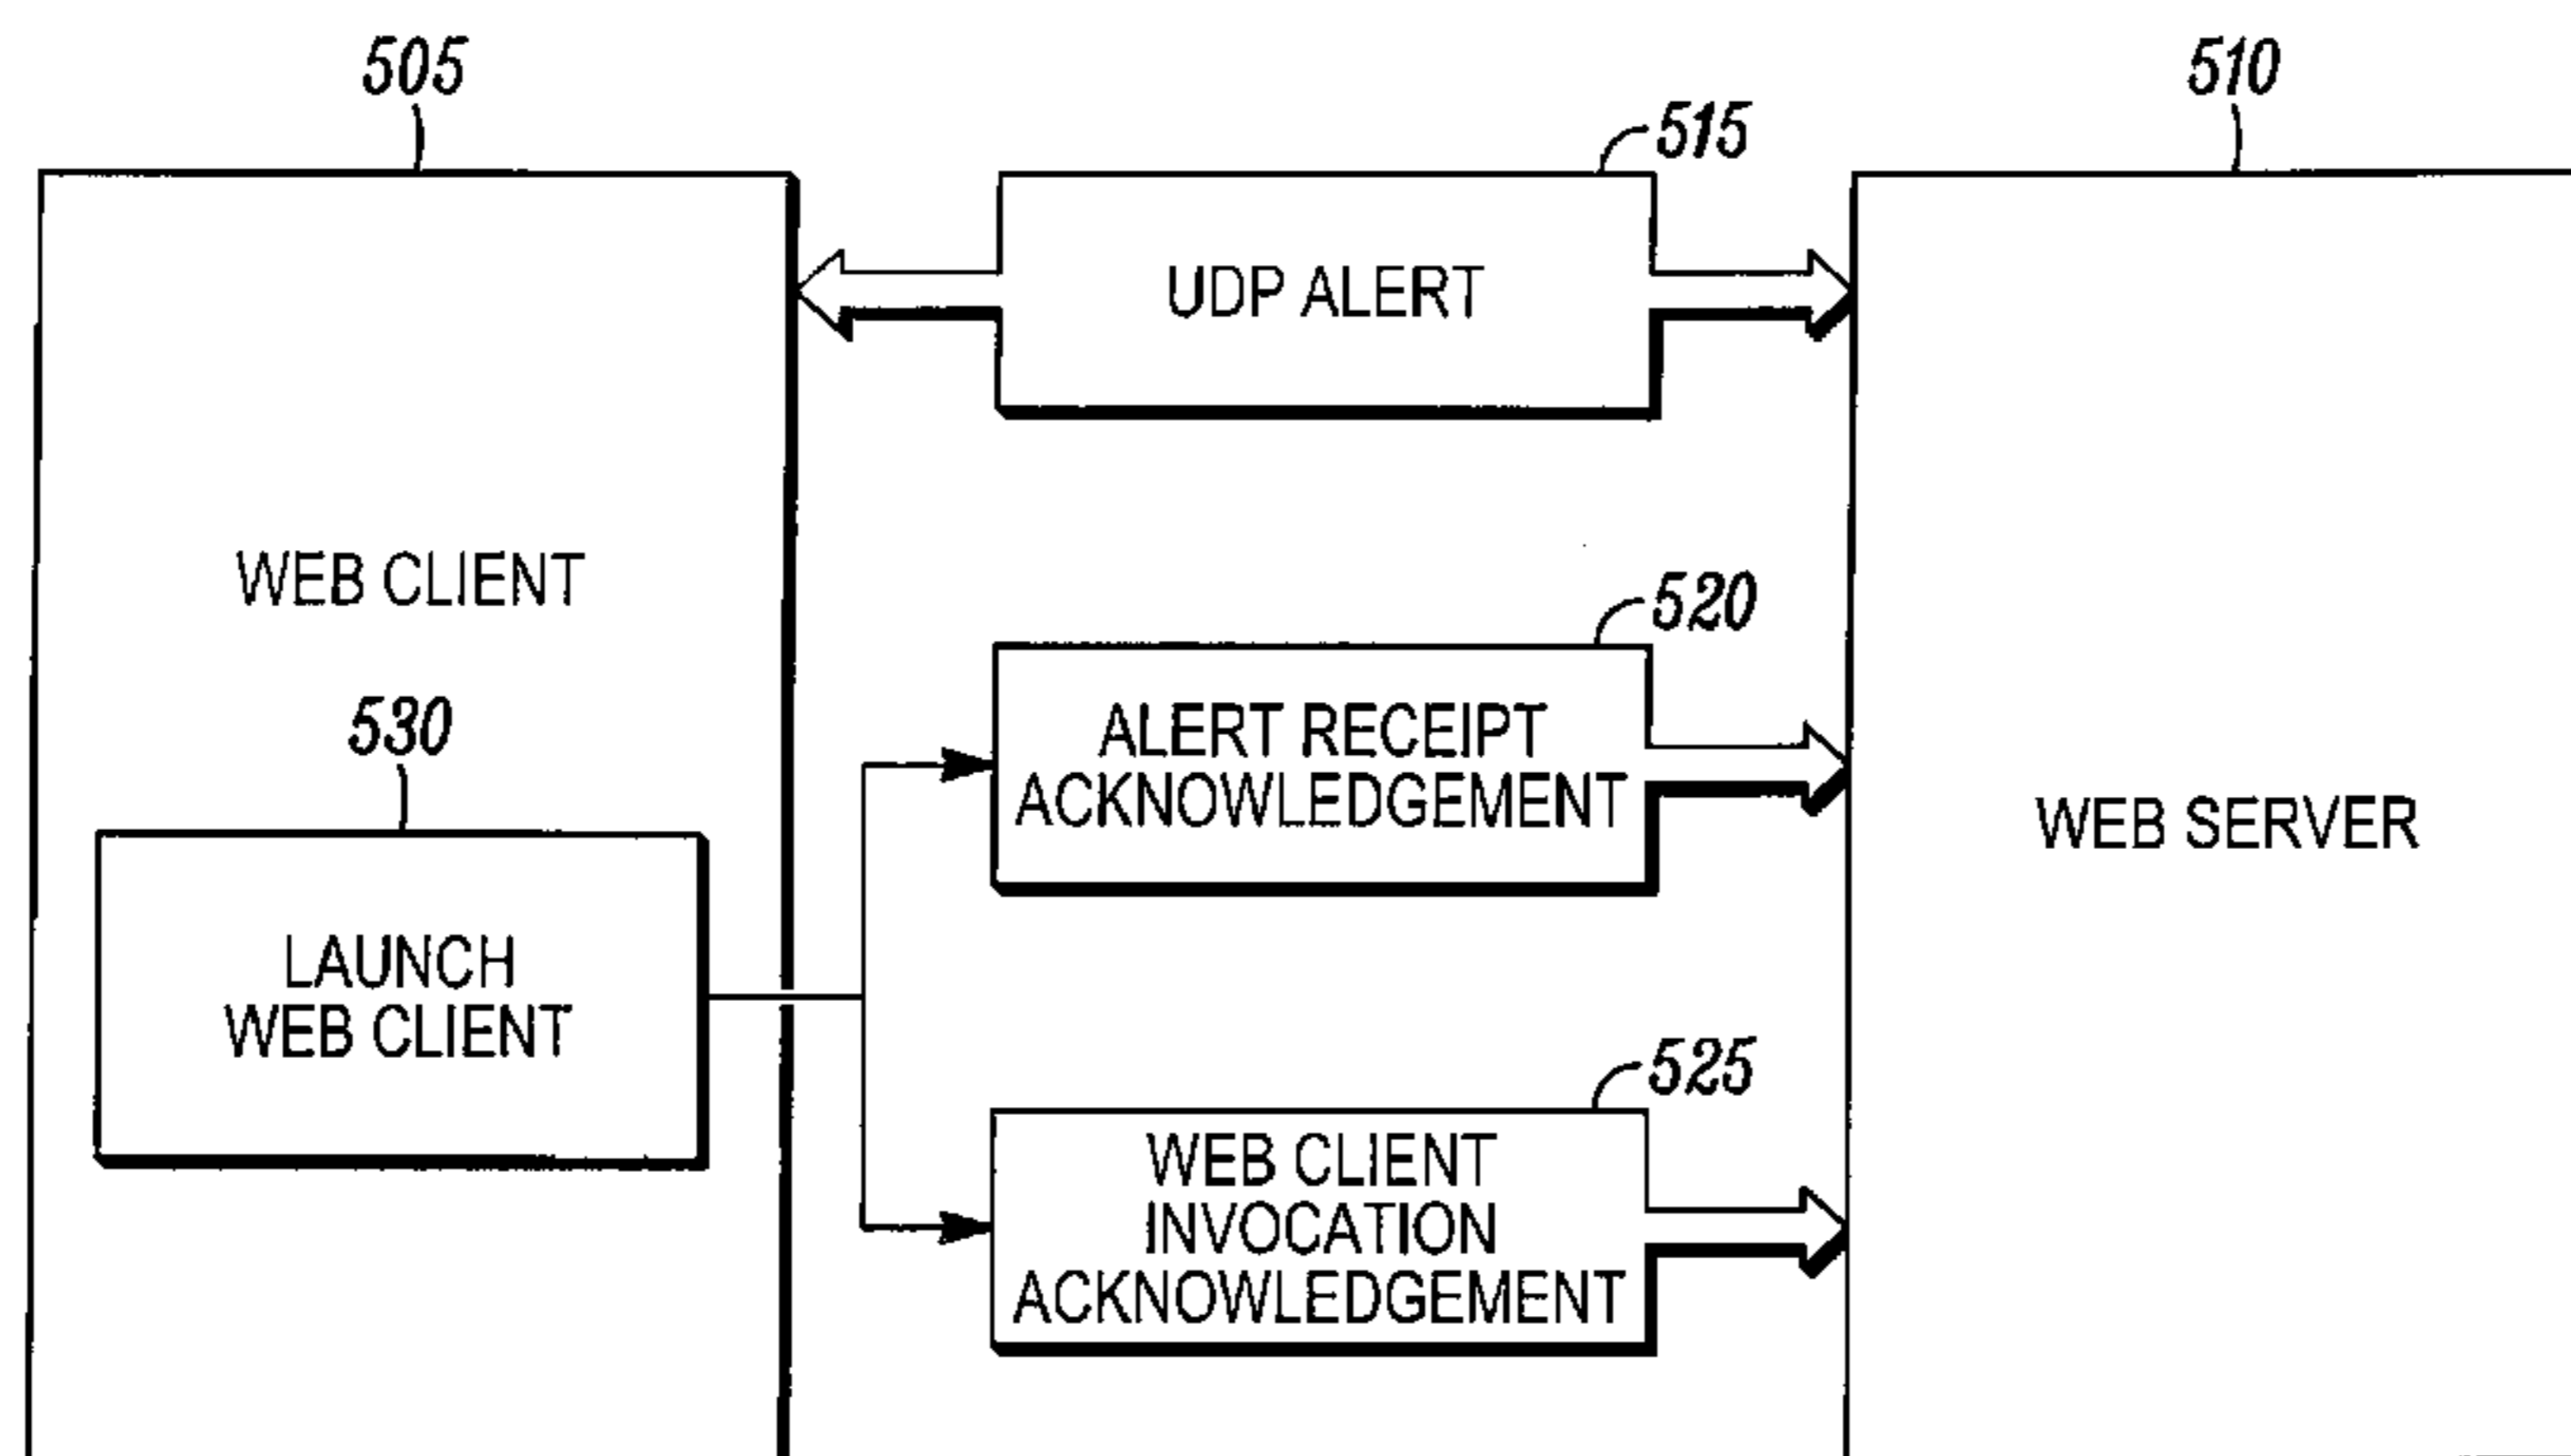 505
510
515
UDP ALERT
WEB CLIENT
520
530
ALERT RECEIPT
ACKNOWLEDGEMENT
WEB SERVER
LAUNCH
WEB CLIENT
525
WEB CLIENT
INVOCATION
ACKNOWLEDGEMENT